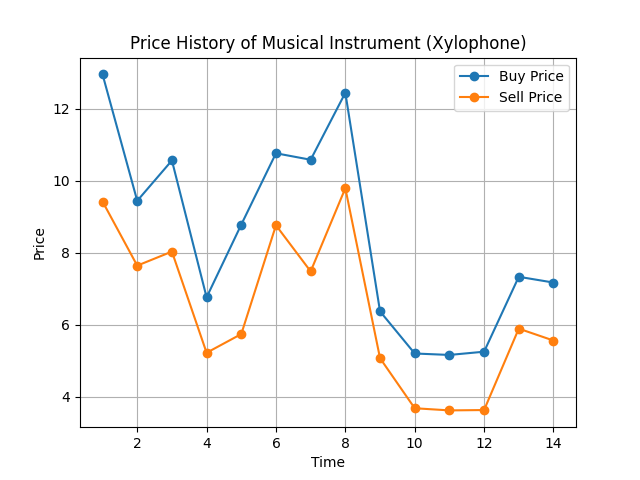 Price History of Musical Instrument (Xylophone)
Buy Price
Sell Price
12
10
8
6
4
Price
2 4 6 8 10 12 14
Time